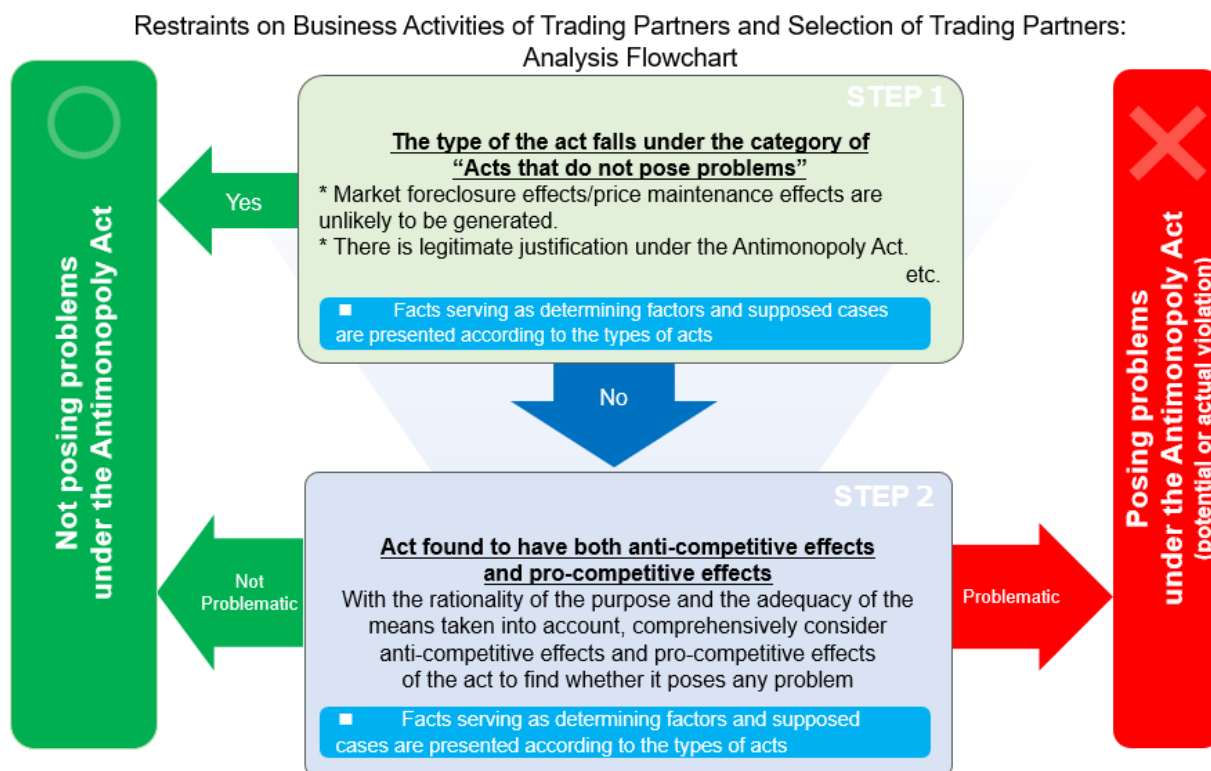 Restraints on Business Activities of Trading Partners and Selection of Trading Partners:
Analysis Flowchart
Not posing problems
under the Antimonopoly Act
STEP 1
The type of the act falls under the category of
“Acts that do not pose problems”
* Market foreclosure effects/price maintenance effects are
unlikely to be generated.
* There is legitimate justification under the Antimonopoly Act.
etc.
■ Facts serving as determining factors and supposed cases
are presented according to the types of acts
Yes
No
STEP 2
Act found to have both anti-competitive effects
and pro-competitive effects
With the rationality of the purpose and the adequacy of the
means taken into account, comprehensively consider
anti-competitive effects and pro-competitive effects
of the act to find whether it poses any problem
■ Facts serving as determining factors and supposed
cases are presented according to the types of acts
Not
Problematic
Problematic
Posing problems
under the Antimonopoly Act
(potential or actual violation)